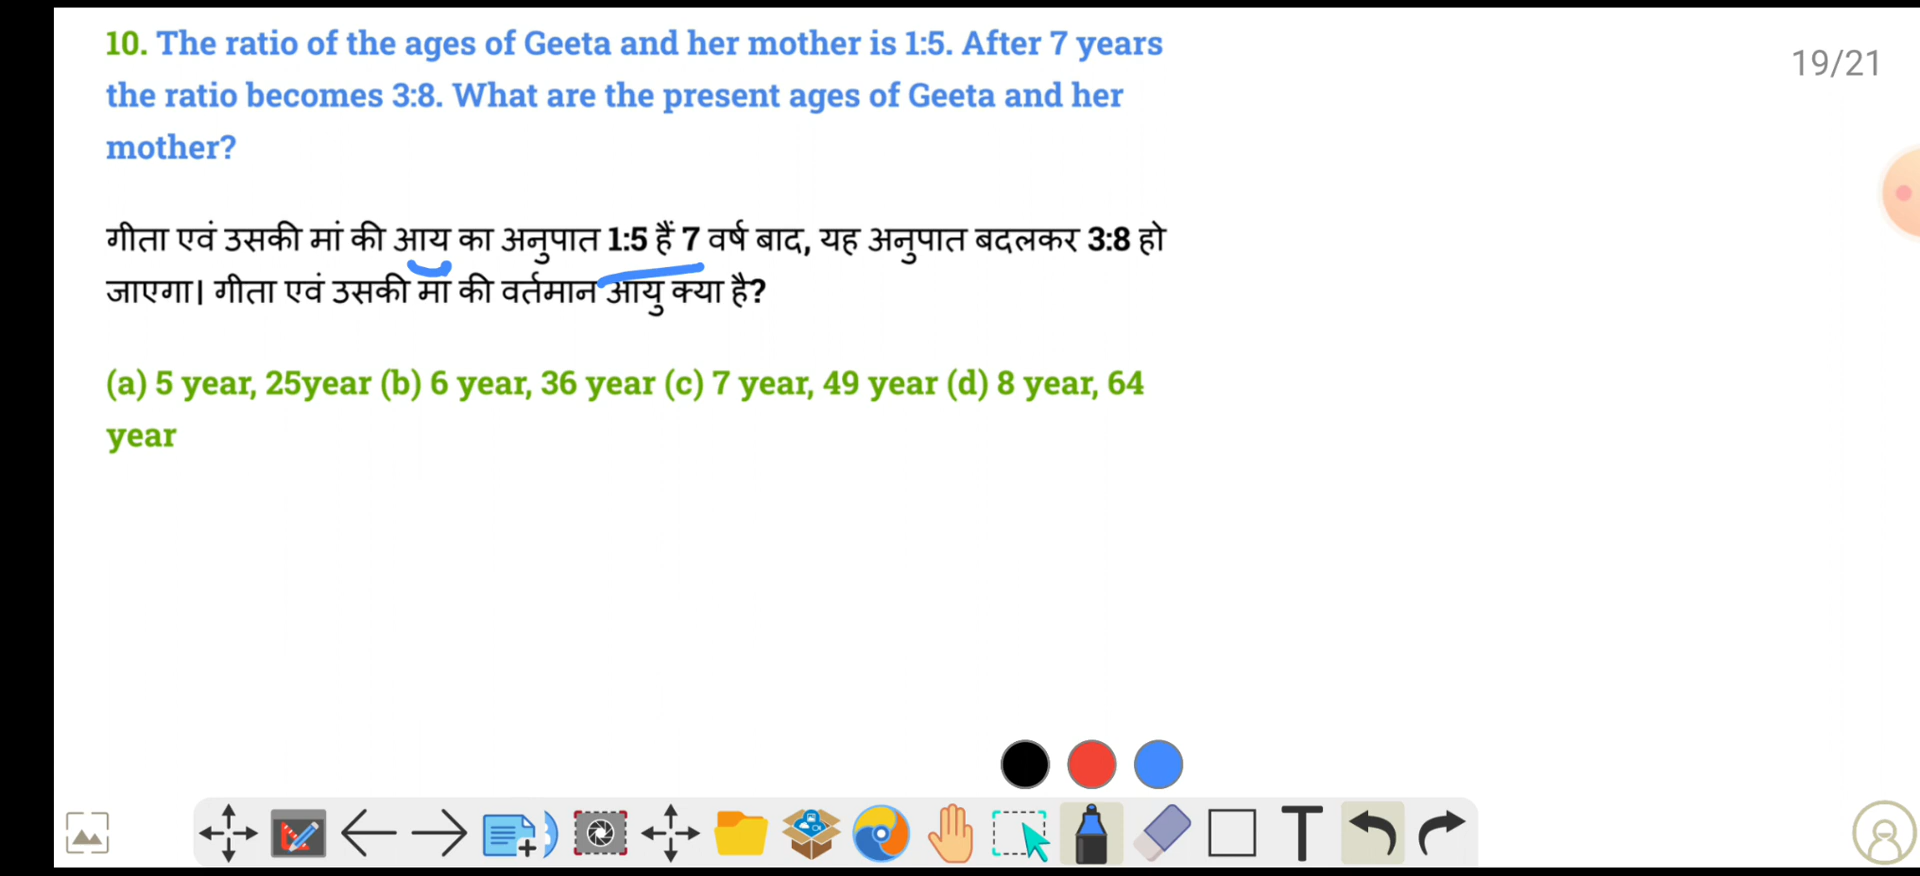 10. The ratio of the ages of Geeta and her mother is 1:5. After 7 years
the ratio becomes 3:8. What are the present ages of Geeta and her
mother?
19/21
गीता एवं उसकी मां की आय का अनुपात 1:5 हैं 7 वर्ष बाद, यह अनुपात बदलकर 3:8 हो
जाएगा| गीता एवं उसकी मां की वर्तमान आयु क्या है?
(a) 5 year, 25year (b) 6 year, 36 year (c) 7 year, 49 year (d) 8 year, 64
year